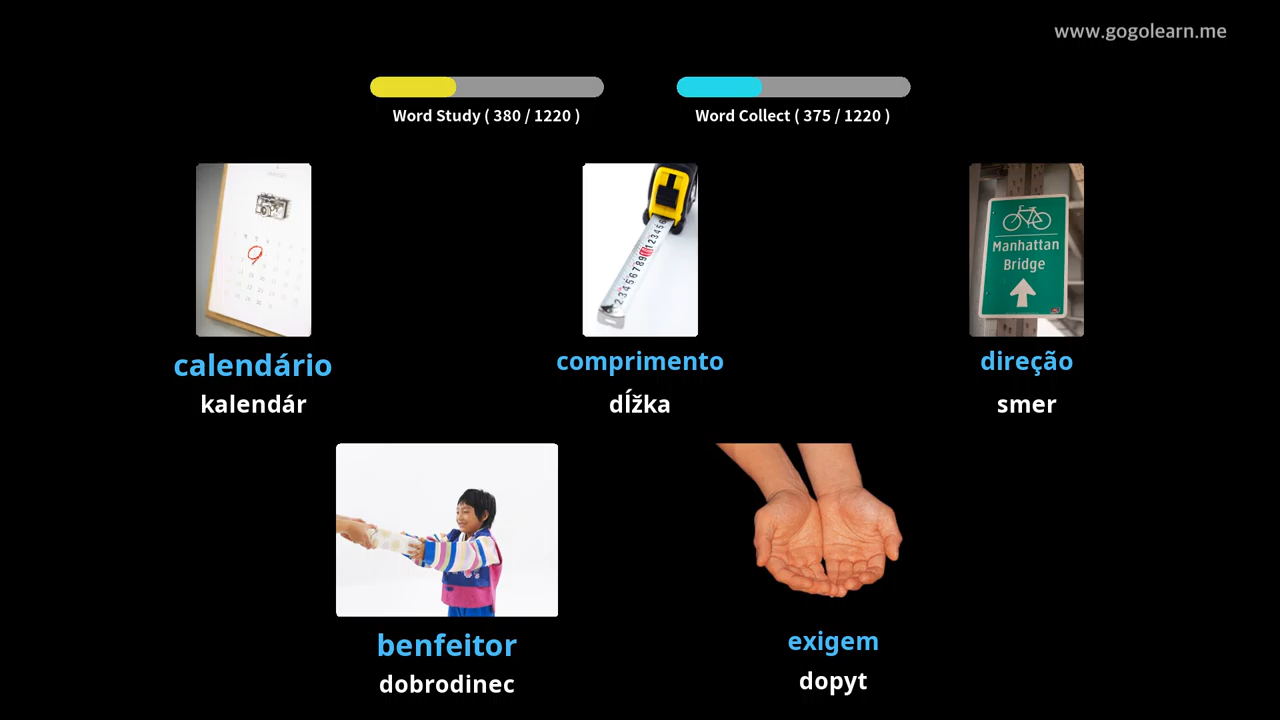 www.gogolearn.me
Word Study ( 380 / 1220 )
Word Collect ( 375 / 1220 )
Manhattan
Bridge
calendário
comprimento
direção
kalendár
dĺžka
smer
benfeitor
exigem
dobrodinec
dopyt